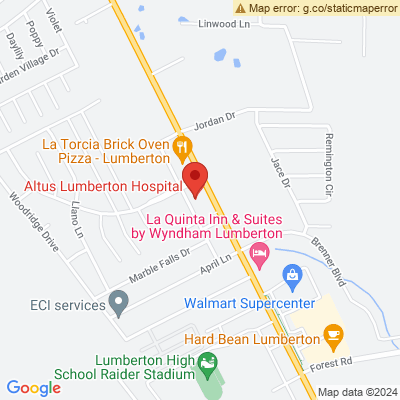 Map error: g.co/staticmaperror
Linwood Ln
Violet
Poppy
Daylily
arden Village Dr
Jordan Dr
La Torcia Brick Oven
Pizza - Lumberton
Remington Cir
Jace Dr
Altus Lumberton Hospital
Llano Ln
Woodridge Drive
La Quinta Inn & Suites
by Wyndham Lumberton
Brenner Blvd
Marble Falls Dr
April Ln
ECI services
Walmart Supercenter
Hard Bean Lumberton
Lumberton High
School Raider Stadium
Forest Rd
Google
Map data ©2024